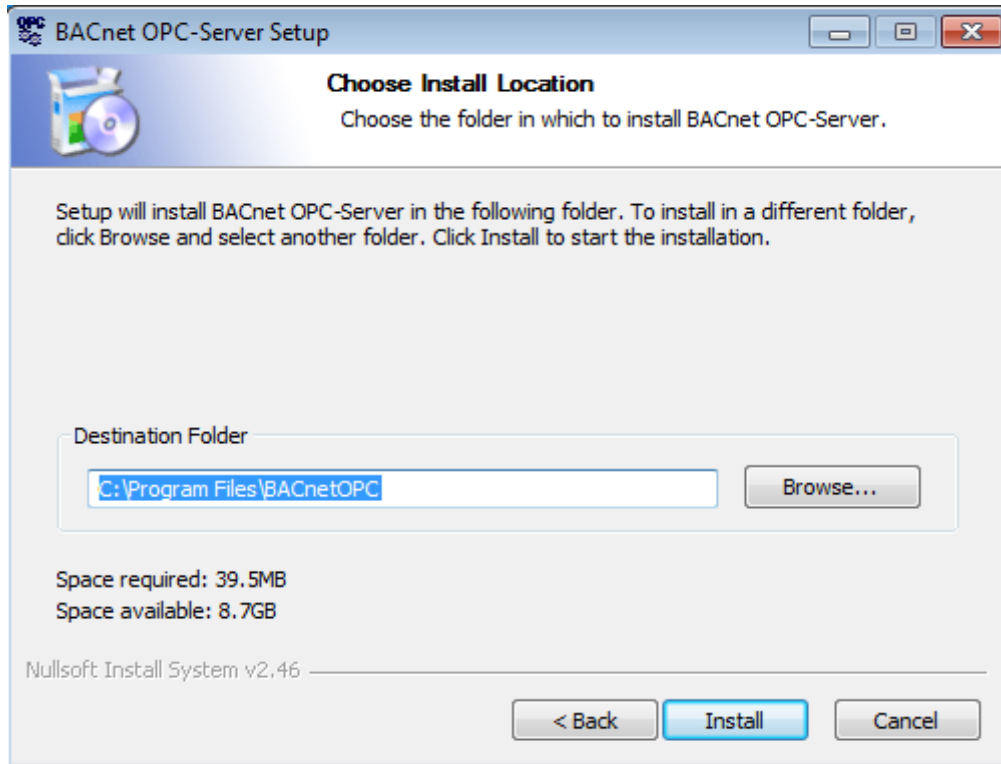 OPC
BACnet OPC-Server Setup
Choose Install Location
Choose the folder in which to install BACnet OPC-Server.
Setup will install BACnet OPC-Server in the following folder. To install in a different folder,
click Browse and select another folder. Click Install to start the installation.
Destination Folder
C:\Program Files\BACnetOPC
Browse...
Space required: 39.5MB
Space available: 8.7GB
Nullsoft Install System v2.46
< Back
Install
Cancel